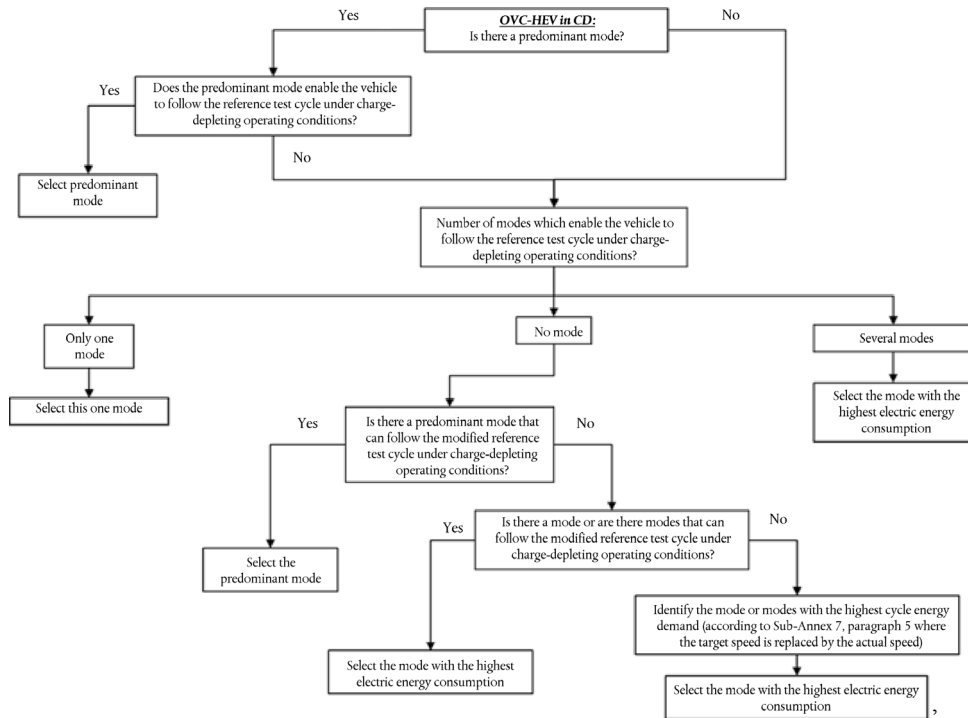 Yes
OVC-HEV in CD:
Is there a predominant mode?
No
Yes
Does the predominant mode enable the vehicle
to follow the reference test cycle under charge-
depleting operating conditions?
No
Select predominant
mode
Number of modes which enable the vehicle to
follow the reference test cycle under charge-
depleting operating conditions?
Only one
mode
No mode
Several modes
Select this one mode
Select the mode with the
highest electric energy
consumption
Yes
Is there a predominant mode that
can follow the modified reference
test cycle under charge-depleting
operating conditions?
No
Yes
Is there a mode or are there modes that can
follow the modified reference test cycle under
charge-depleting operating conditions?
No
Select the
predominant mode
Identify the mode or modes with the highest cycle energy
demand (according to Sub-Annex 7, paragraph 5 where
the target speed is replaced by the actual speed)
Select the mode with the highest
electric energy consumption
Select the mode with the highest electric energy
consumption
,